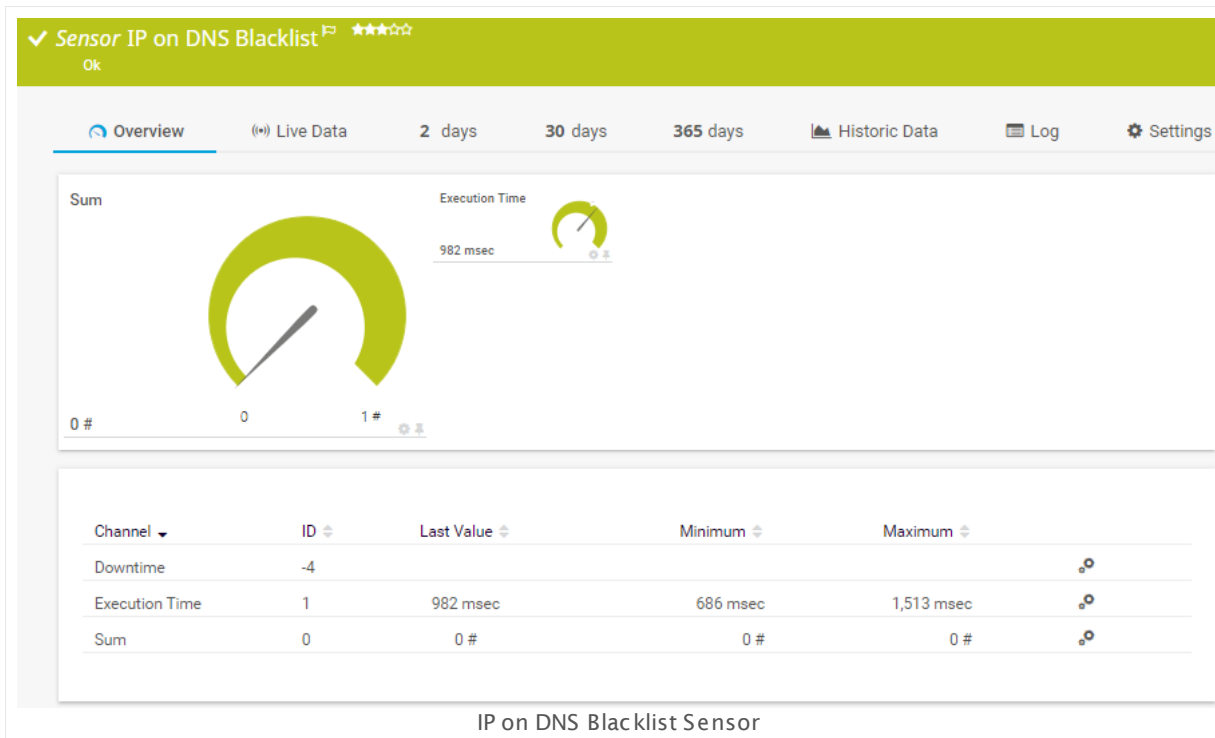 Sensor IP on DNS Blacklist
Ok
Overview Live Data 2 days 30 days 365 days Historic Data Log Settings
Sum
Execution Time
982 msec
0 #
0 1 #
Channel ID Last Value Minimum Maximum
Downtime -4
Execution Time 1 982 msec 686 msec 1,513 msec
Sum 0 0 # 0 # 0 #
IP on DNS Blacklist Sensor